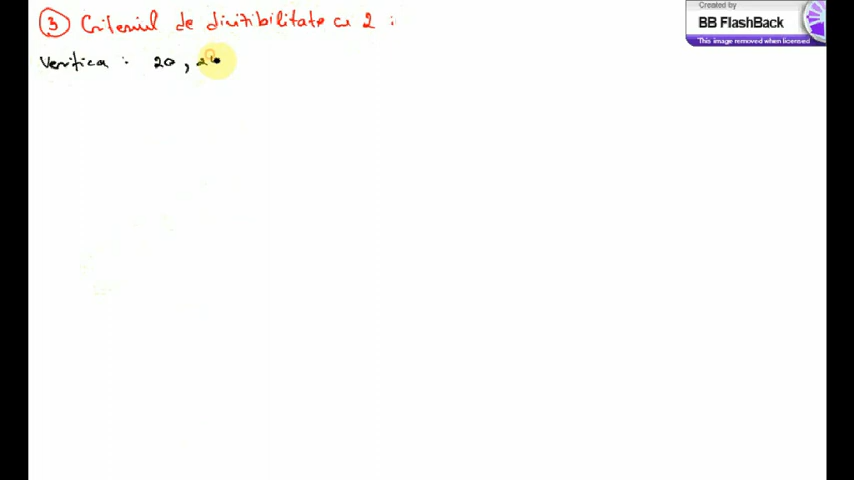 ③ Criteriul de divizibilitate cu 2 :
Created by
BB FlashBack
This image removed when licensed
Verifica : 20 ,